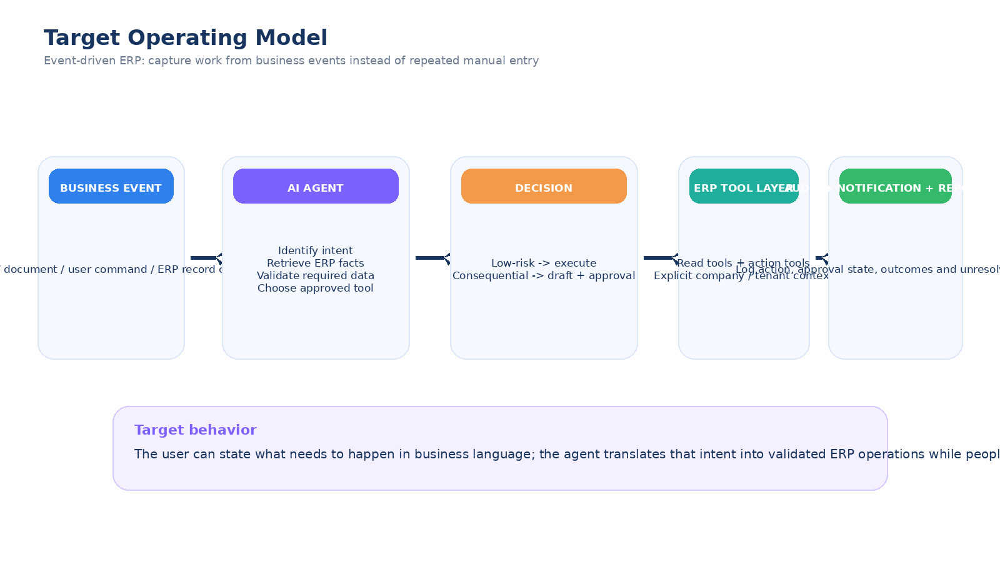 Target Operating Model
Event-driven ERP: capture work from business events instead of repeated manual entry
BUSINESS EVENT
/ document / user command / ERP record
AI AGENT
Identify intent
Retrieve ERP facts
Validate required data
Choose approved tool
DECISION
Low-risk -> execute
Consequential -> draft + approval
ERP TOOL LAYER
Read tools + action tools
Explicit company / tenant contex
+ NOTIFICATION + REP
Log action, approval state, outcomes and unresolv
Target behavior
The user can state what needs to happen in business language; the agent translates that intent into validated ERP operations while peopl